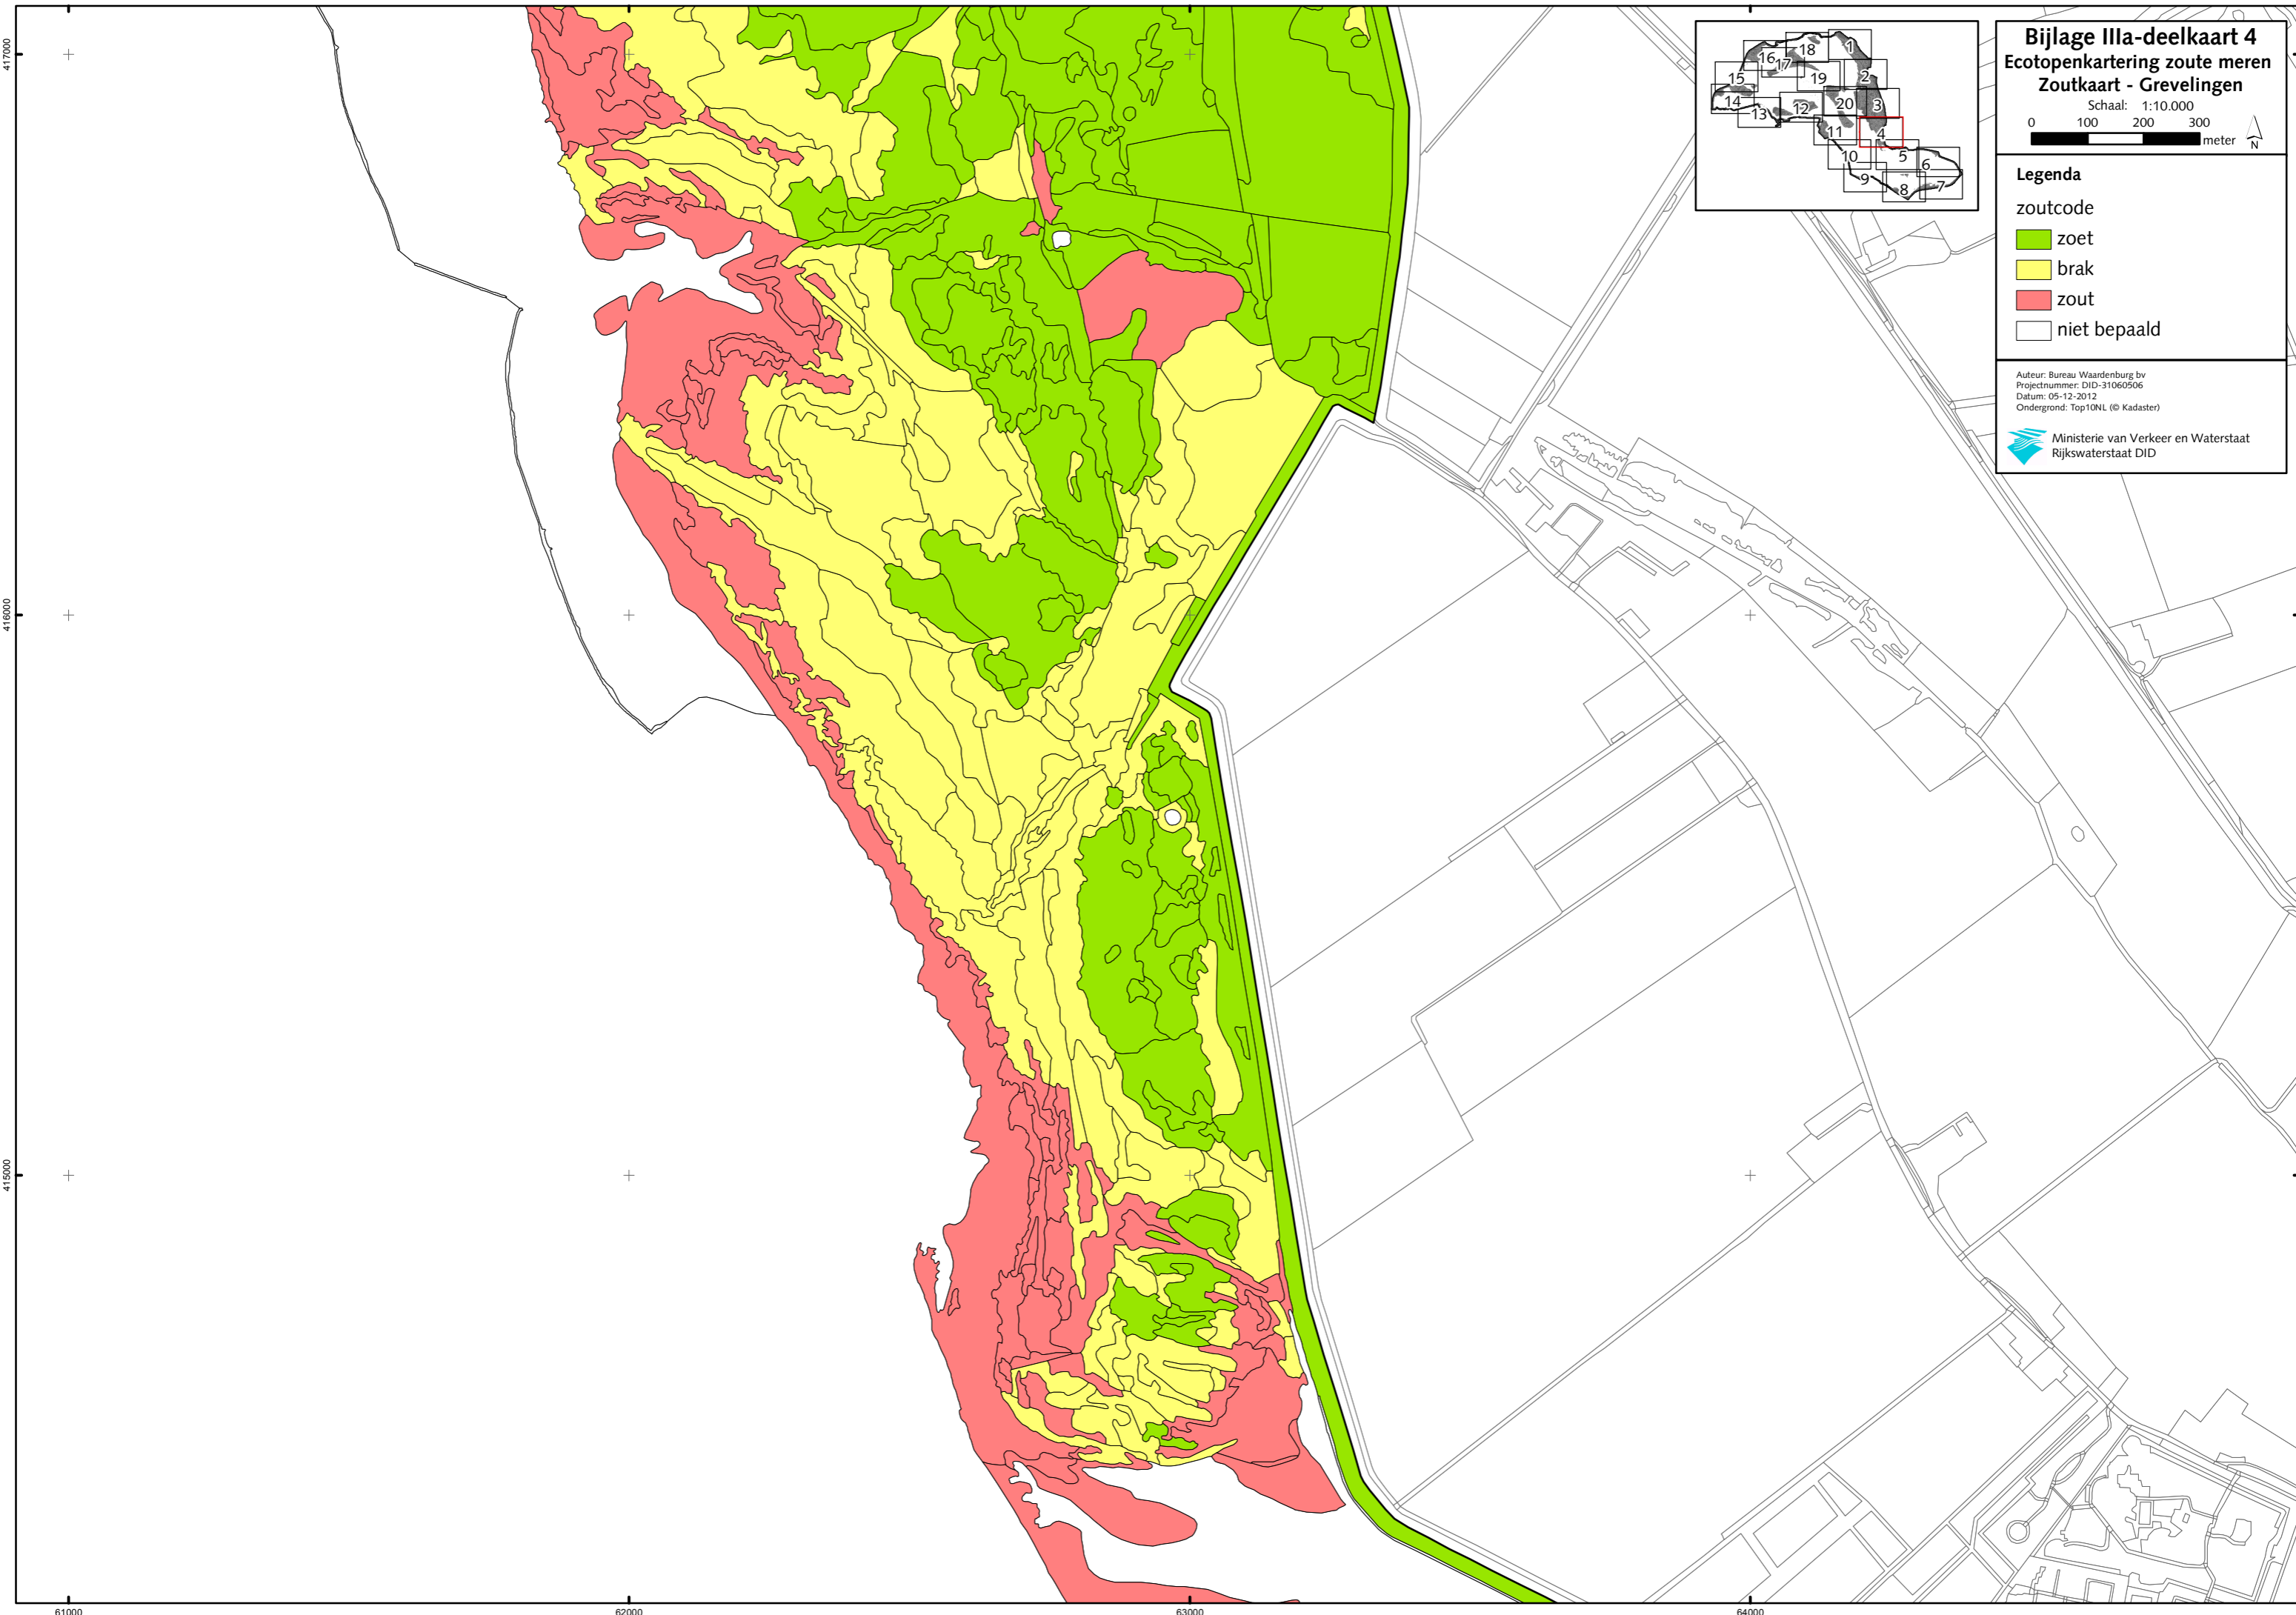 Bijlage IIIa-deelkaart 4
Ecotopenkartering zoute meren
Zoutkaart - Grevelingen
Schaal: 1:10.000
0 100 200 300
meter
N
Legenda
zoutcode
zoet
brak
zout
niet bepaald
Auteur: Bureau Waardenburg bv
Projectnummer: DID-31060506
Datum: 05-12-2012
Ondergrond: Top10NL (© Kadaster)
Ministerie van Verkeer en Waterstaat
Rijkswaterstaat DID
18 1
16 17
15 19 2
14 13 12 20 3
11 4
10 5 6
9 8 7
417000
416000
415000
61000 62000 63000 64000